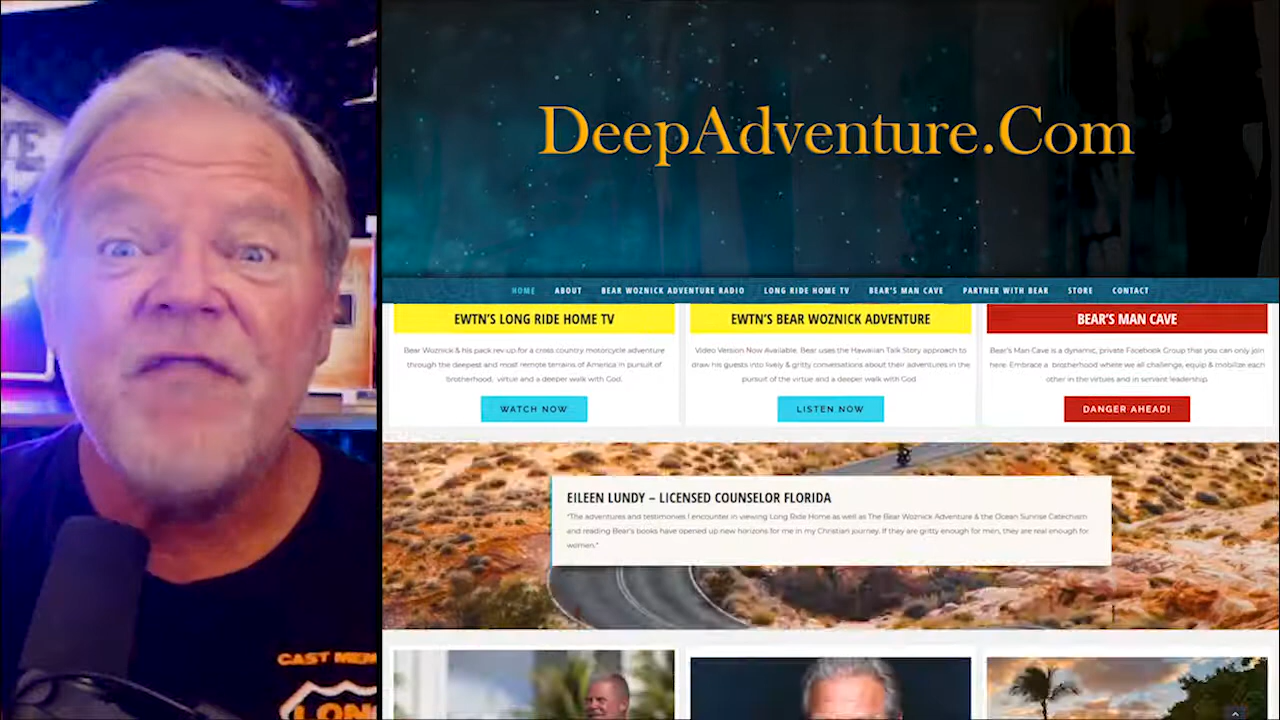 DeepAdventure.Com
HOME ABOUT BEAR WOZNICK ADVENTURE RADIO LONG RIDE HOME TV BEAR'S MAN CAVE PARTNER WITH BEAR STORE CONTACT
EWTN'S LONG RIDE HOME TV
Bear Woznick & his pack rev up for a cross country motorcycle adventure
through the deepest and most remote terrains of America in pursuit of
brotherhood, virtue and a deeper walk with God.
WATCH NOW
EWTN'S BEAR WOZNICK ADVENTURE
Video Version Now Available. Bear uses the Hawaiian Talk Story approach to
draw his guests into lively & gritty conversations about their adventures in the
pursuit of the virtue and a deeper walk with God
LISTEN NOW
BEAR'S MAN CAVE
Bear's Man Cave is a dynamic, private Facebook Group that you can only join
here. Embrace a brotherhood where we all challenge, equip & mobilize each
other in the virtues and in servant leadership.
DANGER AHEAD!
EILEEN LUNDY – LICENSED COUNSELOR FLORIDA
"The adventures and testimonies I encounter in viewing Long Ride Home as well as The Bear Woznick Adventure & the Ocean Sunrise Catechism
and reading Bear's books have opened up new horizons for me in my Christian journey. If they are gritty enough for men, they are real enough for
women."
CAST MEM
LONG